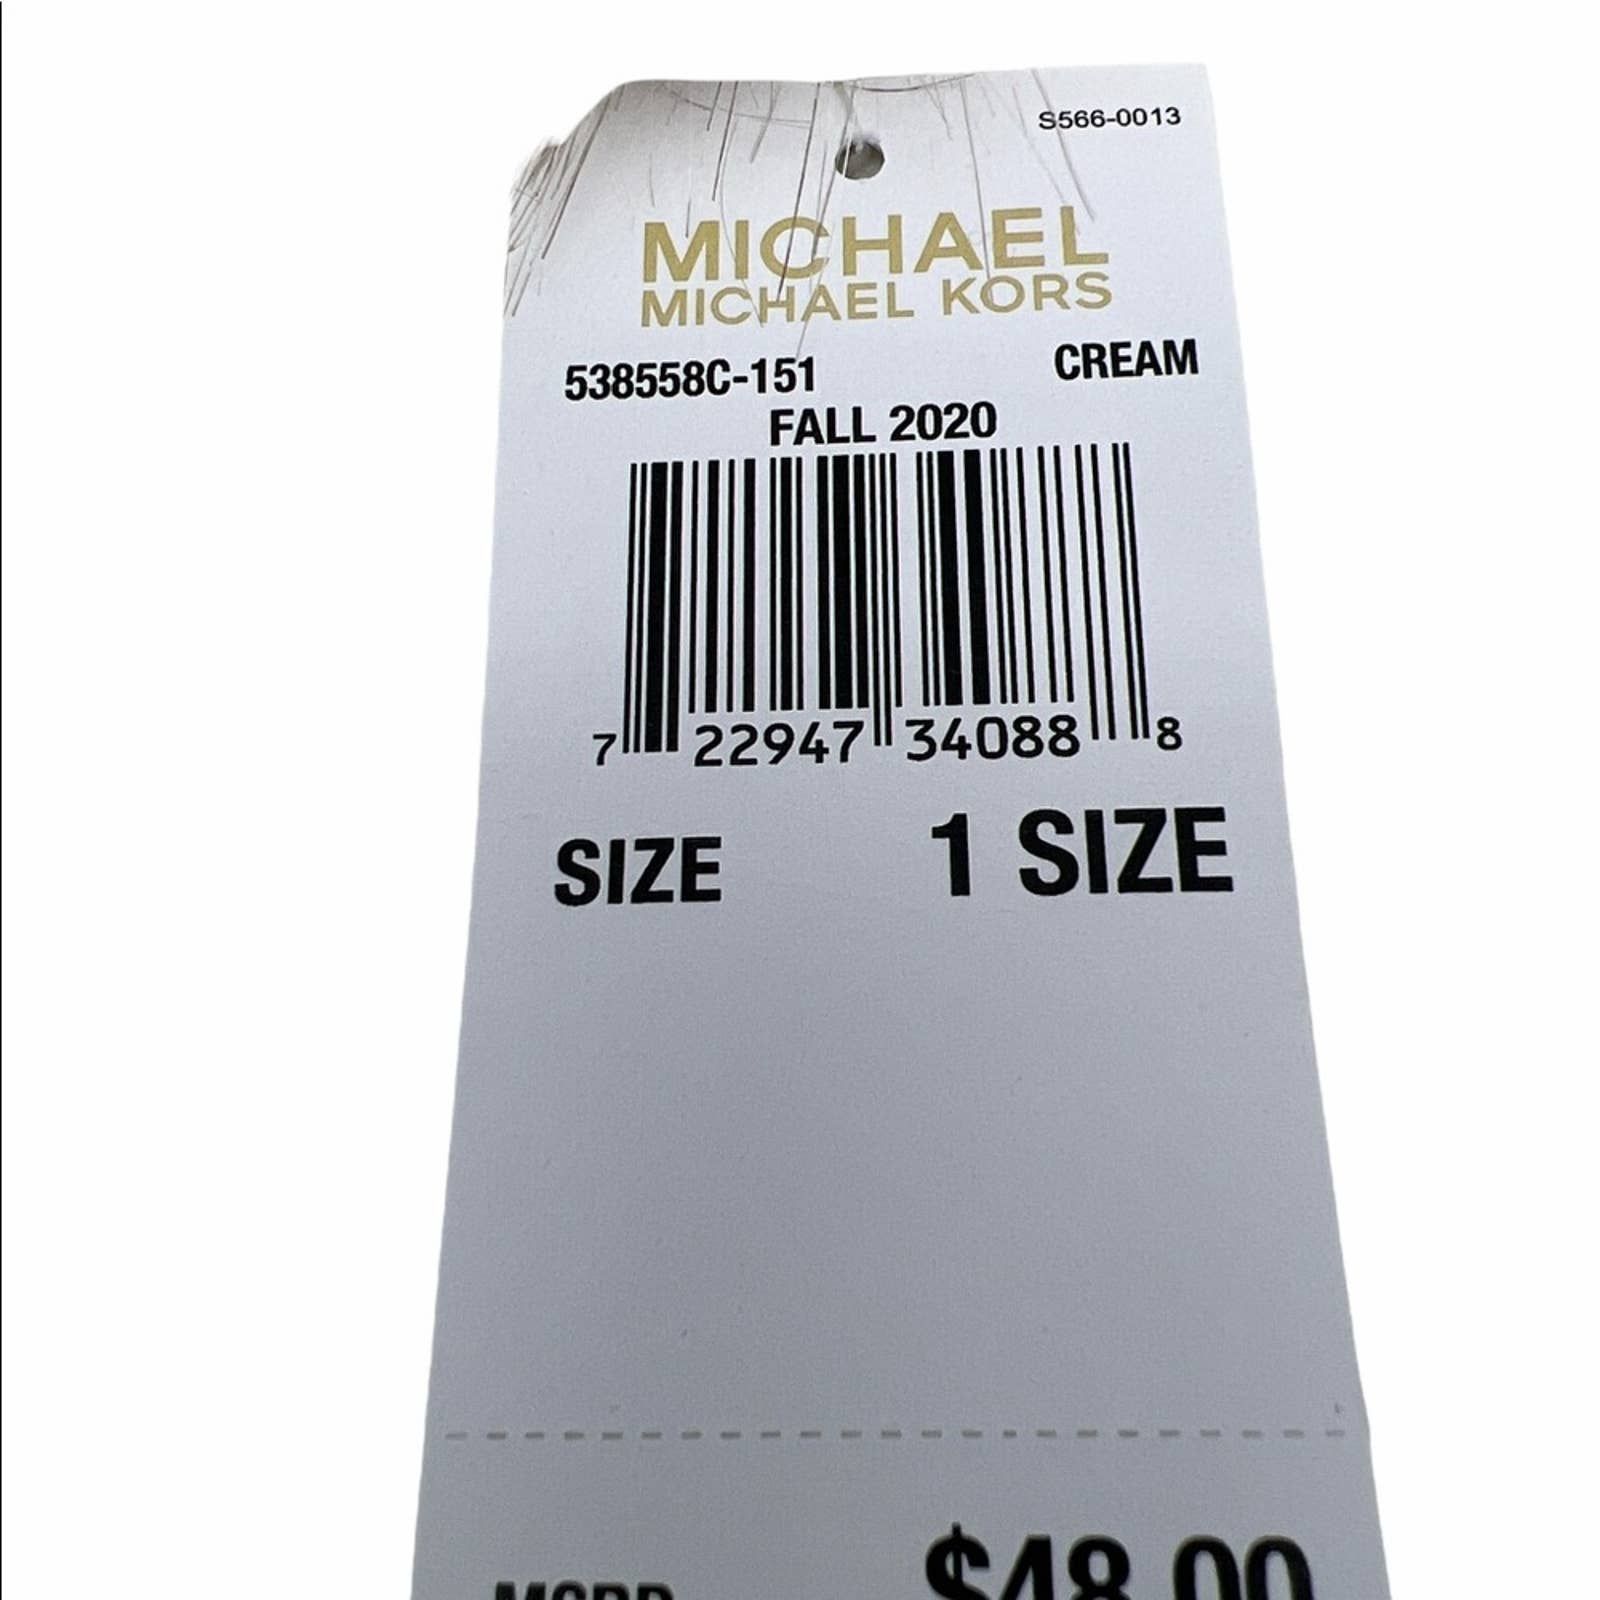 S566-0013
MICHAEL
MICHAEL KORS
538558C-151 CREAM
FALL 2020
7 22947 34088 8
SIZE 1 SIZE
MSRP $48.00